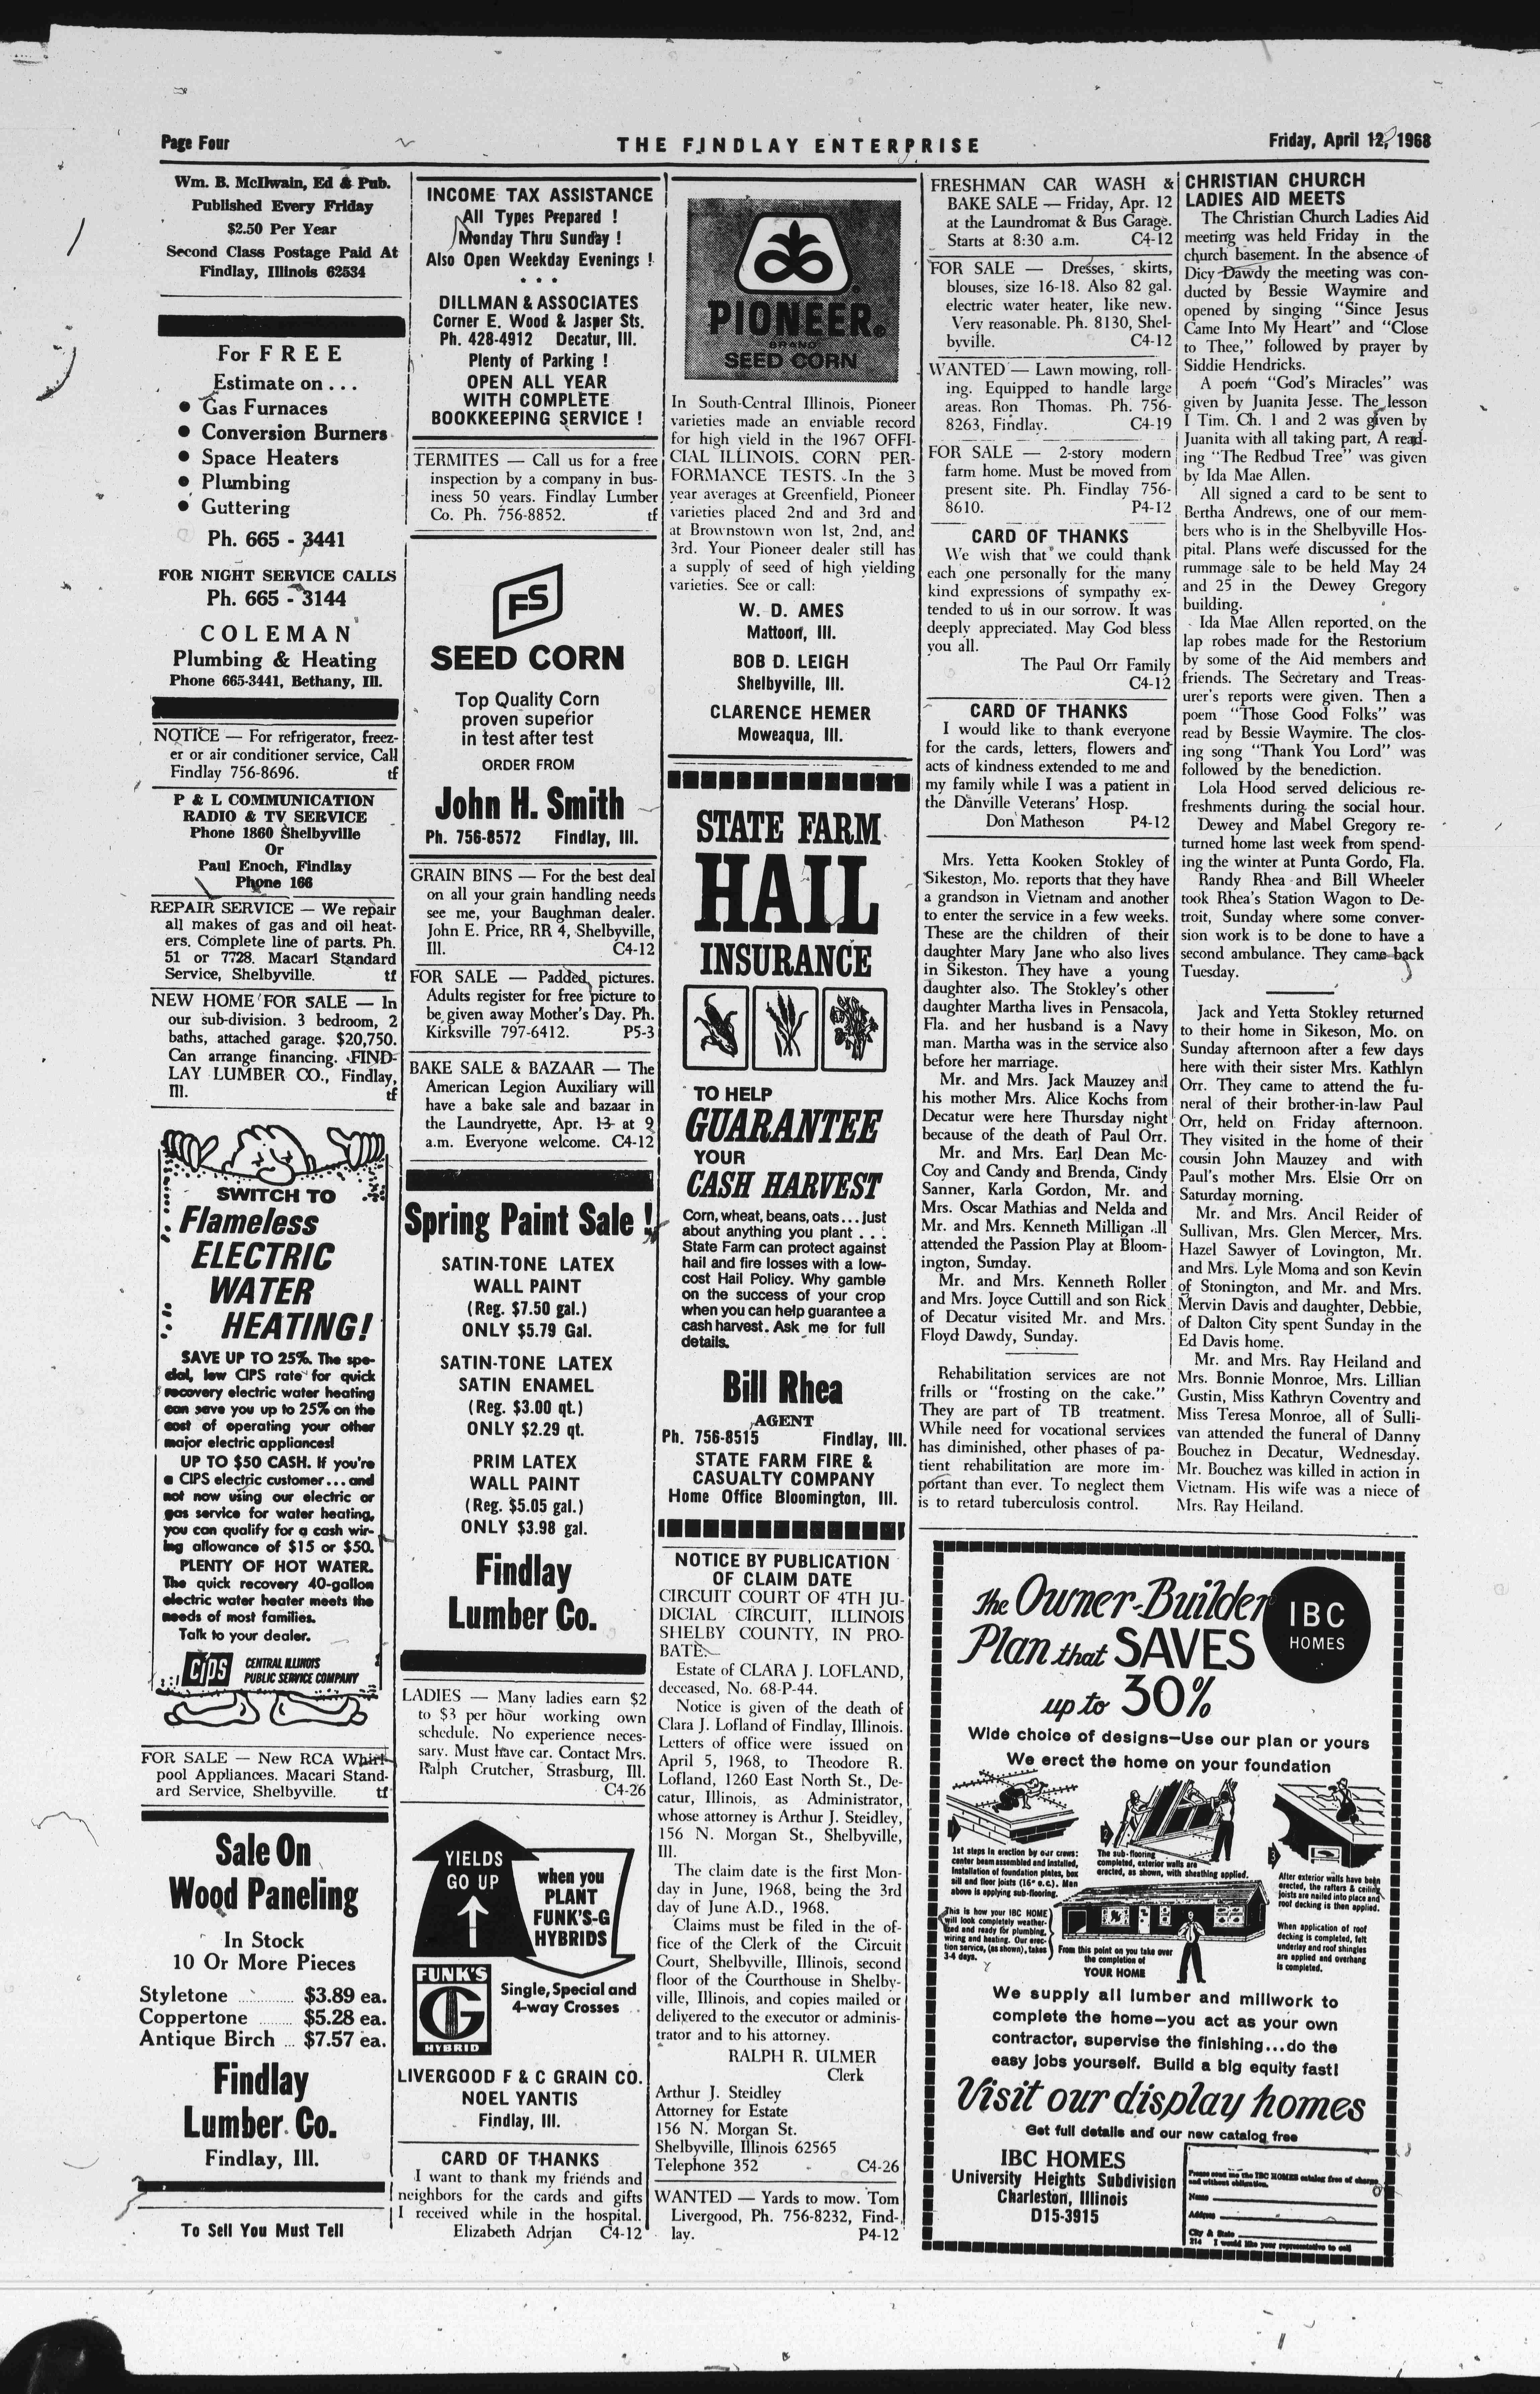 Page Four
THE FINDLAY ENTERPRISE
Friday, April 12, 1968
Wm. B. McIlwain, Ed & Pub.
Published Every Friday
$2.50 Per Year
Second Class Postage Paid At
Findlay, Illinois 62534
For FREE
Estimate on . . .
● Gas Furnaces
● Conversion Burners
● Space Heaters
● Plumbing
● Guttering
Ph. 665 - 3441
FOR NIGHT SERVICE CALLS
Ph. 665 - 3144
COLEMAN
Plumbing & Heating
Phone 665-3441, Bethany, Ill.
NOTICE — For refrigerator, freez-
er or air conditioner service, Call
Findlay 756-8696. tf
P & L COMMUNICATION
RADIO & TV SERVICE
Phone 1860 Shelbyville
Or
Paul Enoch, Findlay
Phone 166
REPAIR SERVICE — We repair
all makes of gas and oil heat-
ers. Complete line of parts. Ph.
51 or 7728. Macari Standard
Service, Shelbyville. tf
NEW HOME FOR SALE — In
our sub-division. 3 bedroom, 2
baths, attached garage. $20,750.
Can arrange financing. FIND-
LAY LUMBER CO., Findlay,
Ill. tf
SWITCH TO
Flameless
ELECTRIC
WATER
HEATING!
SAVE UP TO 25%. The spe-
cial, low CIPS rate for quick
recovery electric water heating
can save you up to 25% on the
cost of operating your other
major electric appliances!
UP TO $50 CASH. If you're
a CIPS electric customer . . . and
not now using our electric or
gas service for water heating,
you can qualify for a cash wir-
ing allowance of $15 or $50.
PLENTY OF HOT WATER.
The quick recovery 40-gallon
electric water heater meets the
needs of most families.
Talk to your dealer.
CIPS
CENTRAL ILLINOIS
PUBLIC SERVICE COMPANY
FOR SALE — New RCA Whirl-
pool Appliances. Macari Stand-
ard Service, Shelbyville. tf
Sale On
Wood Paneling
In Stock
10 Or More Pieces
Styletone .............. $3.89 ea.
Coppertone ......... $5.28 ea.
Antique Birch ... $7.57 ea.
Findlay
Lumber Co.
Findlay, Ill.
To Sell You Must Tell
INCOME TAX ASSISTANCE
All Types Prepared !
Monday Thru Sunday !
Also Open Weekday Evenings !
* * *
DILLMAN & ASSOCIATES
Corner E. Wood & Jasper Sts.
Ph. 428-4912 Decatur, Ill.
Plenty of Parking !
OPEN ALL YEAR
WITH COMPLETE
BOOKKEEPING SERVICE !
TERMITES — Call us for a free
inspection by a company in bus-
iness 50 years. Findlay Lumber
Co. Ph. 756-8852. tf
FS
SEED CORN
Top Quality Corn
proven superior
in test after test
ORDER FROM
John H. Smith
Ph. 756-8572 Findlay, Ill.
GRAIN BINS — For the best deal
on all your grain handling needs
see me, your Baughman dealer.
John E. Price, RR 4, Shelbyville,
Ill. C4-12
FOR SALE — Padded pictures.
Adults register for free picture to
be given away Mother's Day. Ph.
Kirksville 797-6412. P5-3
BAKE SALE & BAZAAR — The
American Legion Auxiliary will
have a bake sale and bazaar in
the Laundryette, Apr. 13 at 9
a.m. Everyone welcome. C4-12
Spring Paint Sale !
SATIN-TONE LATEX
WALL PAINT
(Reg. $7.50 gal.)
ONLY $5.79 Gal.
SATIN-TONE LATEX
SATIN ENAMEL
(Reg. $3.00 qt.)
ONLY $2.29 qt.
PRIM LATEX
WALL PAINT
(Reg. $5.05 gal.)
ONLY $3.98 gal.
Findlay
Lumber Co.
LADIES — Many ladies earn $2
to $3 per hour working own
schedule. No experience neces-
sary. Must have car. Contact Mrs.
Ralph Crutcher, Strasburg, Ill.
C4-26
YIELDS
GO UP
when you
PLANT
FUNK'S-G
HYBRIDS
FUNK'S
G
HYBRID
Single, Special and
4-way Crosses
LIVERGOOD F & C GRAIN CO.
NOEL YANTIS
Findlay, Ill.
CARD OF THANKS
I want to thank my friends and
neighbors for the cards and gifts
I received while in the hospital.
Elizabeth Adrian C4-12
PIONEER®
BRAND
SEED CORN
In South-Central Illinois, Pioneer
varieties made an enviable record
for high yield in the 1967 OFFI-
CIAL ILLINOIS CORN PER-
FORMANCE TESTS. In the 3
year averages at Greenfield, Pioneer
varieties placed 2nd and 3rd and
at Brownstown won 1st, 2nd, and
3rd. Your Pioneer dealer still has
a supply of seed of high yielding
varieties. See or call:
W. D. AMES
Mattoon, Ill.
BOB D. LEIGH
Shelbyville, Ill.
CLARENCE HEMER
Moweaqua, Ill.
STATE FARM
HAIL
INSURANCE
TO HELP
GUARANTEE
YOUR
CASH HARVEST
Corn, wheat, beans, oats . . . just
about anything you plant . . .
State Farm can protect against
hail and fire losses with a low-
cost Hail Policy. Why gamble
on the success of your crop
when you can help guarantee a
cash harvest. Ask me for full
details.
Bill Rhea
AGENT
Ph. 756-8515 Findlay, Ill.
STATE FARM FIRE &
CASUALTY COMPANY
Home Office Bloomington, Ill.
NOTICE BY PUBLICATION
OF CLAIM DATE
CIRCUIT COURT OF 4TH JU-
DICIAL CIRCUIT, ILLINOIS
SHELBY COUNTY, IN PRO-
BATE.
Estate of CLARA J. LOFLAND,
deceased, No. 68-P-44.
Notice is given of the death of
Clara J. Lofland of Findlay, Illinois.
Letters of office were issued on
April 5, 1968, to Theodore R.
Lofland, 1260 East North St., De-
catur, Illinois, as Administrator,
whose attorney is Arthur J. Steidley,
156 N. Morgan St., Shelbyville,
Ill.
The claim date is the first Mon-
day in June, 1968, being the 3rd
day of June A.D., 1968.
Claims must be filed in the of-
fice of the Clerk of the Circuit
Court, Shelbyville, Illinois, second
floor of the Courthouse in Shelby-
ville, Illinois, and copies mailed or
delivered to the executor or adminis-
trator and to his attorney.
RALPH R. ULMER
Clerk
Arthur J. Steidley
Attorney for Estate
156 N. Morgan St.
Shelbyville, Illinois 62565
Telephone 352 C4-26
WANTED — Yards to mow. Tom
Livergood, Ph. 756-8232, Find-
lay. P4-12
FRESHMAN CAR WASH &
BAKE SALE — Friday, Apr. 12
at the Laundromat & Bus Garage.
Starts at 8:30 a.m. C4-12
FOR SALE — Dresses, skirts,
blouses, size 16-18. Also 82 gal.
electric water heater, like new.
Very reasonable. Ph. 8130, Shel-
byville. C4-12
WANTED — Lawn mowing, roll-
ing. Equipped to handle large
areas. Ron Thomas. Ph. 756-
8263, Findlay. C4-19
FOR SALE — 2-story modern
farm home. Must be moved from
present site. Ph. Findlay 756-
8610. P4-12
CARD OF THANKS
We wish that we could thank
each one personally for the many
kind expressions of sympathy ex-
tended to us in our sorrow. It was
deeply appreciated. May God bless
you all.
The Paul Orr Family
C4-12
CARD OF THANKS
I would like to thank everyone
for the cards, letters, flowers and
acts of kindness extended to me and
my family while I was a patient in
the Danville Veterans' Hosp.
Don Matheson P4-12
Mrs. Yetta Kooken Stokley of
Sikeston, Mo. reports that they have
a grandson in Vietnam and another
to enter the service in a few weeks.
These are the children of their
daughter Mary Jane who also lives
in Sikeston. They have a young
daughter also. The Stokley's other
daughter Martha lives in Pensacola,
Fla. and her husband is a Navy
man. Martha was in the service also
before her marriage.
Mr. and Mrs. Jack Mauzey and
his mother Mrs. Alice Kochs from
Decatur were here Thursday night
because of the death of Paul Orr.
Mr. and Mrs. Earl Dean Mc-
Coy and Candy and Brenda, Cindy
Sanner, Karla Gordon, Mr. and
Mrs. Oscar Mathias and Nelda and
Mr. and Mrs. Kenneth Milligan all
attended the Passion Play at Bloom-
ington, Sunday.
Mr. and Mrs. Kenneth Roller
and Mrs. Joyce Cuttill and son Rick
of Decatur visited Mr. and Mrs.
Floyd Dawdy, Sunday.
Rehabilitation services are not
frills or "frosting on the cake."
They are part of TB treatment.
While need for vocational services
has diminished, other phases of pa-
tient rehabilitation are more im-
portant than ever. To neglect them
is to retard tuberculosis control.
CHRISTIAN CHURCH
LADIES AID MEETS
The Christian Church Ladies Aid
meeting was held Friday in the
church basement. In the absence of
Dicy Dawdy the meeting was con-
ducted by Bessie Waymire and
opened by singing "Since Jesus
Came Into My Heart" and "Close
to Thee," followed by prayer by
Siddie Hendricks.
A poem "God's Miracles" was
given by Juanita Jesse. The lesson
I Tim. Ch. 1 and 2 was given by
Juanita with all taking part. A read-
ing "The Redbud Tree" was given
by Ida Mae Allen.
All signed a card to be sent to
Bertha Andrews, one of our mem-
bers who is in the Shelbyville Hos-
pital. Plans were discussed for the
rummage sale to be held May 24
and 25 in the Dewey Gregory
building.
Ida Mae Allen reported on the
lap robes made for the Restorium
by some of the Aid members and
friends. The Secretary and Treas-
urer's reports were given. Then a
poem "Those Good Folks" was
read by Bessie Waymire. The clos-
ing song "Thank You Lord" was
followed by the benediction.
Lola Hood served delicious re-
freshments during the social hour.
Dewey and Mabel Gregory re-
turned home last week from spend-
ing the winter at Punta Gordo, Fla.
Randy Rhea and Bill Wheeler
took Rhea's Station Wagon to De-
troit, Sunday where some conver-
sion work is to be done to have a
second ambulance. They came back
Tuesday.
Jack and Yetta Stokley returned
to their home in Sikeson, Mo. on
Sunday afternoon after a few days
here with their sister Mrs. Kathlyn
Orr. They came to attend the fu-
neral of their brother-in-law Paul
Orr, held on Friday afternoon.
They visited in the home of their
cousin John Mauzey and with
Paul's mother Mrs. Elsie Orr on
Saturday morning.
Mr. and Mrs. Ancil Reider of
Sullivan, Mrs. Glen Mercer, Mrs.
Hazel Sawyer of Lovington, Mr.
and Mrs. Lyle Moma and son Kevin
of Stonington, and Mr. and Mrs.
Mervin Davis and daughter, Debbie,
of Dalton City spent Sunday in the
Ed Davis home.
Mr. and Mrs. Ray Heiland and
Mrs. Bonnie Monroe, Mrs. Lillian
Gustin, Miss Kathryn Coventry and
Miss Teresa Monroe, all of Sulli-
van attended the funeral of Danny
Bouchez in Decatur, Wednesday.
Mr. Bouchez was killed in action in
Vietnam. His wife was a niece of
Mrs. Ray Heiland.
The Owner-Builder
Plan that SAVES
up to 30%
IBC
HOMES
Wide choice of designs—Use our plan or yours
We erect the home on your foundation
1st steps in erection by our crews:
center beam assembled and installed,
installation of foundation plates, box
sill and floor joists (16" o.c.). Men
above is applying sub-flooring.
2
The sub-flooring
completed, exterior walls are
erected, as shown, with sheathing applied.
3
After exterior walls have been
erected, the rafters & ceiling
joists are nailed into place and
roof decking is then applied.
When application of roof
decking is completed, felt
underlay and roof shingles
are applied and overhang
is completed.
This is how your IBC HOME
will look completely weather-
ized and ready for plumbing,
wiring and heating. Our erec-
tion service, (as shown), takes
3-4 days.
From this point on you take over
the completion of
YOUR HOME
We supply all lumber and millwork to
complete the home—you act as your own
contractor, supervise the finishing...do the
easy jobs yourself. Build a big equity fast!
Visit our display homes
Get full details and our new catalog free
IBC HOMES
University Heights Subdivision
Charleston, Illinois
D15-3915
Please send me the IBC HOMES catalog free of charge
and without obligation.
Name
Address
City & State
214 I would like your representative to call